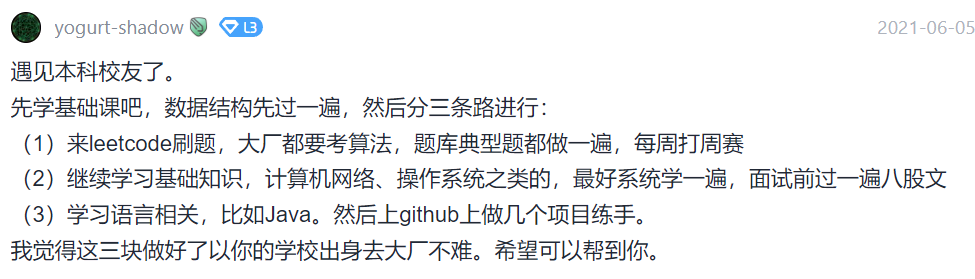 yogurt-shadow L3 2021-06-05
遇见本科校友了。
先学基础课吧，数据结构先过一遍，然后分三条路进行：
（1）来leetcode刷题，大厂都要考算法，题库典型题都做一遍，每周打周赛
（2）继续学习基础知识，计算机网络、操作系统之类的，最好系统学一遍，面试前过一遍八股文
（3）学习语言相关，比如Java。然后上github上做几个项目练手。
我觉得这三块做好了以你的学校出身去大厂不难。希望可以帮到你。